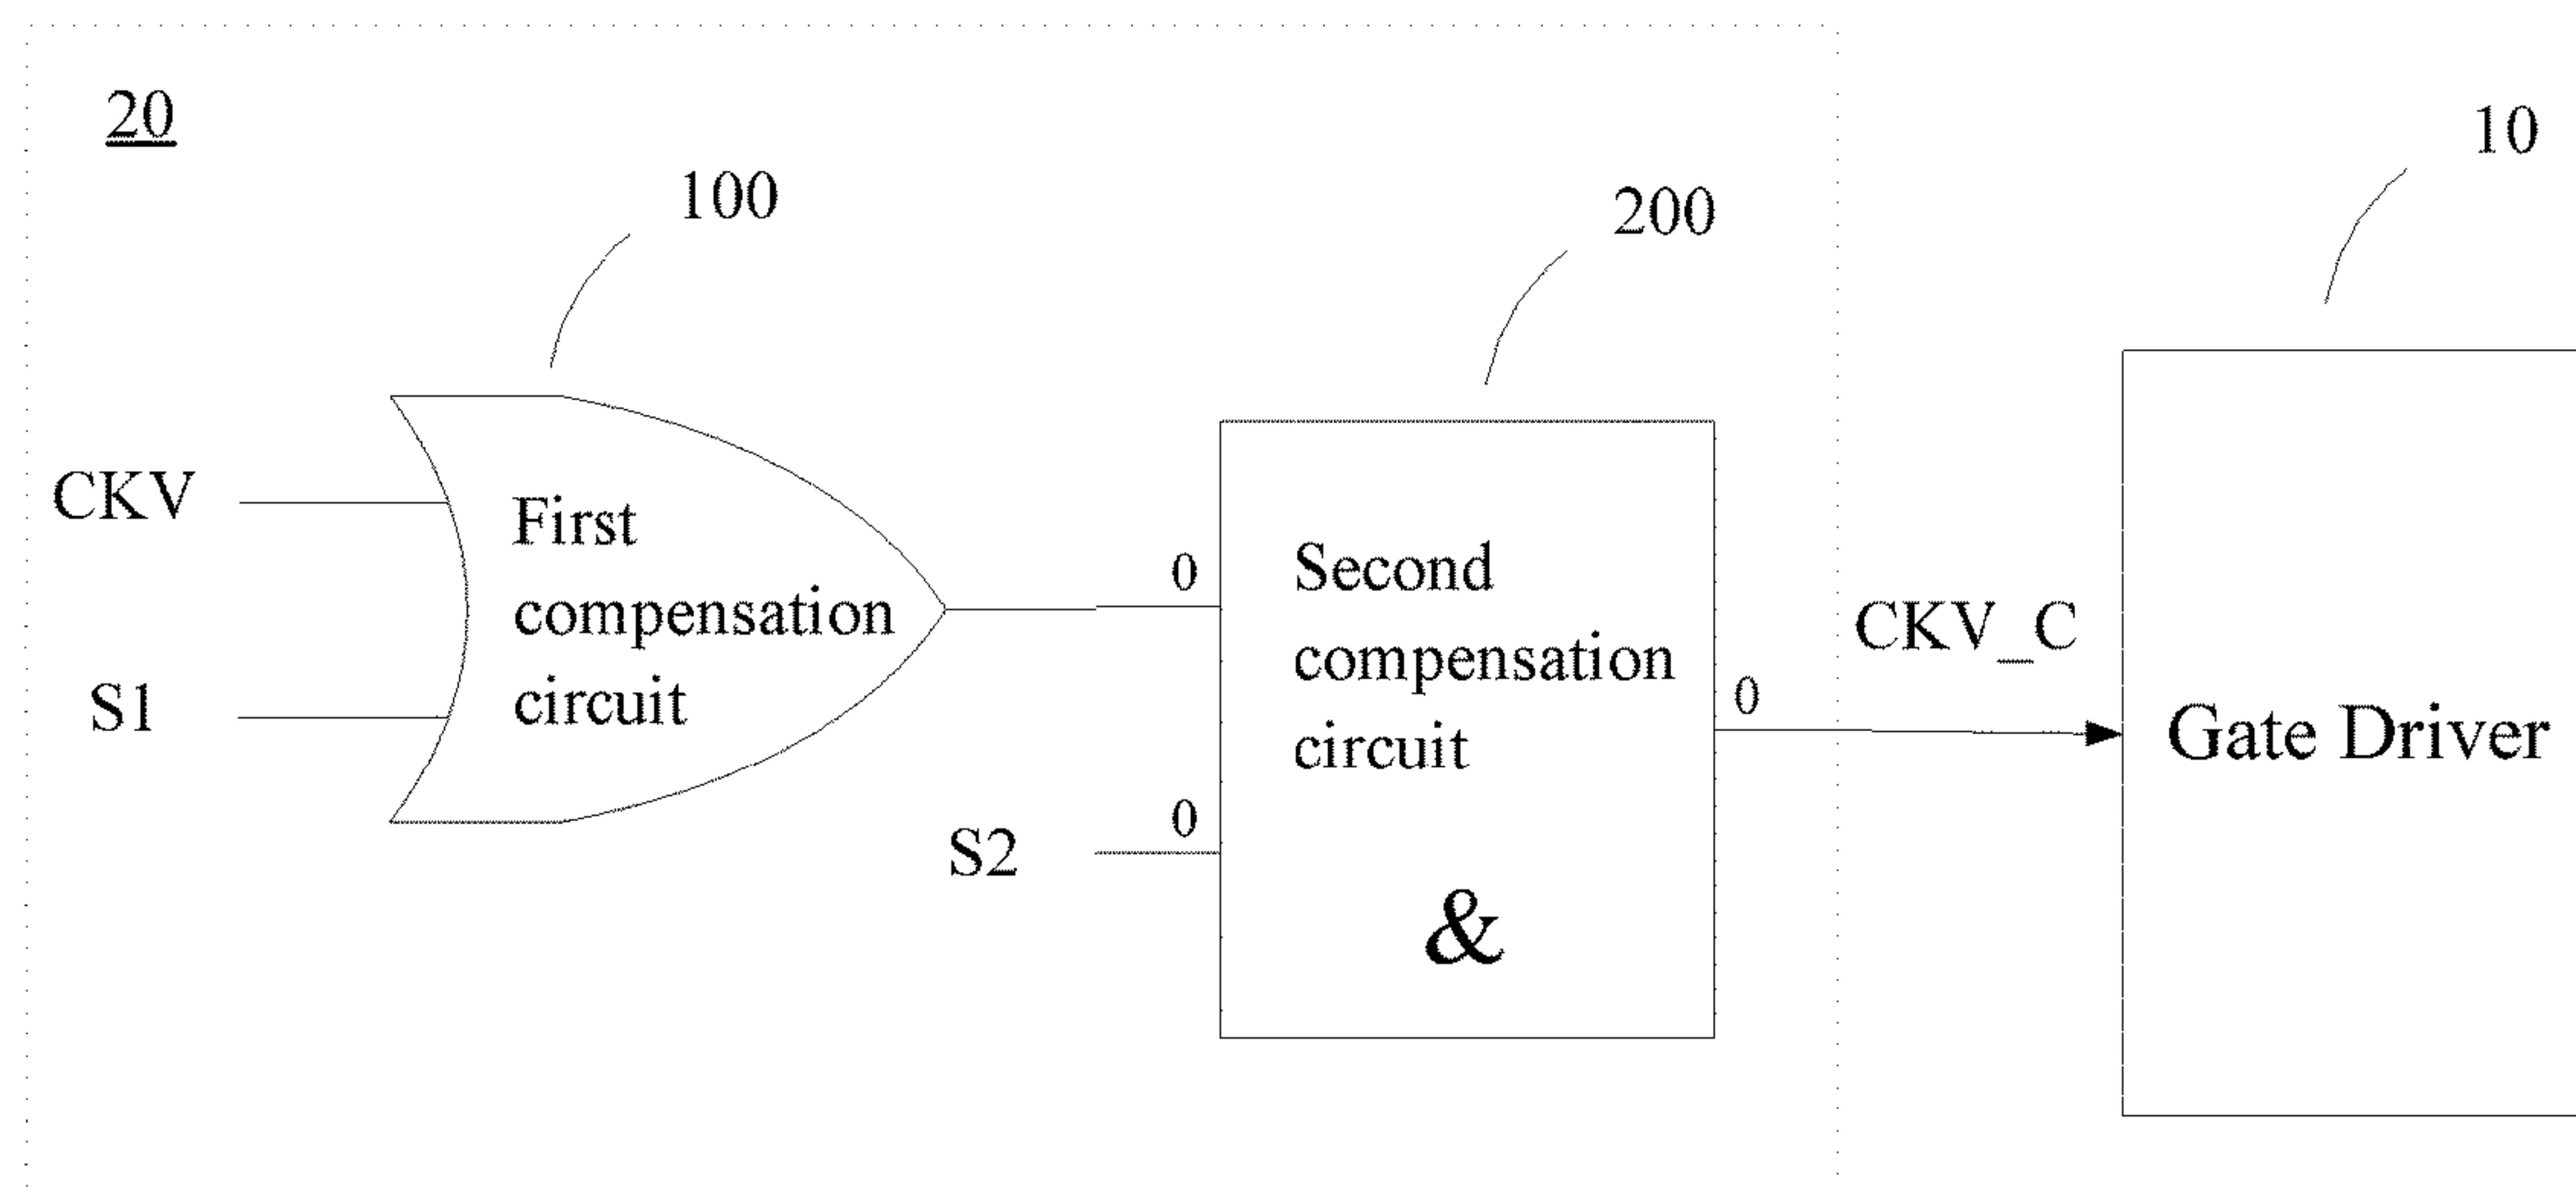 20
10
100
200
CKV
First
compensation
circuit
S1
0
Second
compensation
circuit
0
S2
&
0
CKV_C
Gate Driver